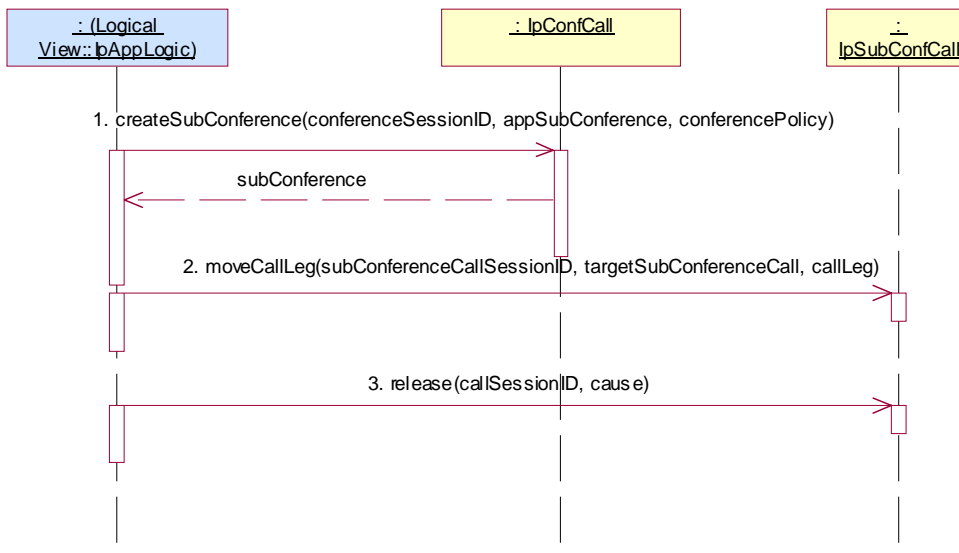 : (Logical
View::IpAppLogic)
: IpConfCall
:
IpSubConfCall
1. createSubConference(conferenceSessionID, appSubConference, conferencePolicy)
subConference
2. moveCallLeg(subConferenceCallSessionID, targetSubConferenceCall, callLeg)
3. release(callSessionID, cause)